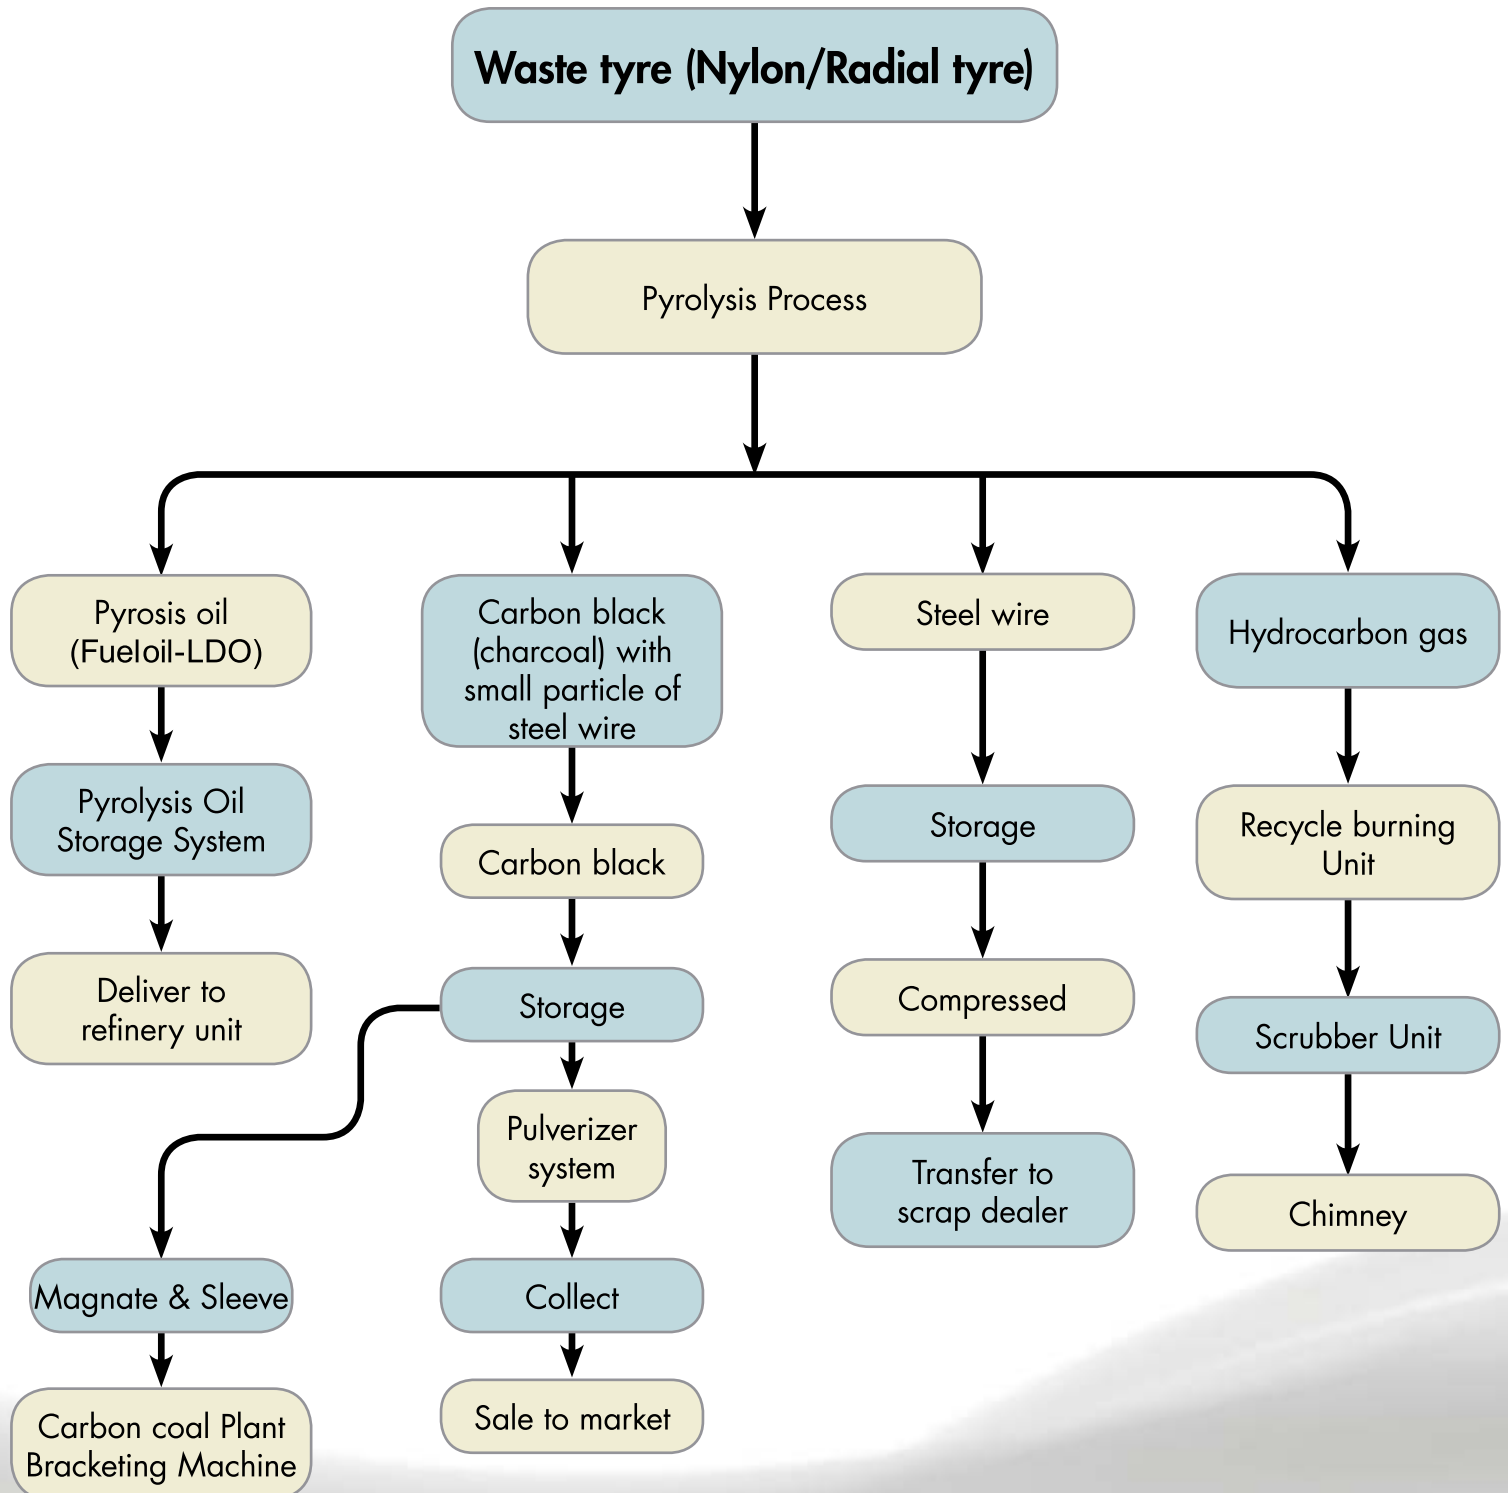 Waste tyre (Nylon/Radial tyre)
Pyrolysis Process
Pyrosis oil
(Fueloil-LDO)
Pyrolysis Oil
Storage System
Deliver to
refinery unit
Carbon black
(charcoal) with
small particle of
steel wire
Carbon black
Storage
Pulverizer
system
Collect
Sale to market
Magnate & Sleeve
Carbon coal Plant
Bracketing Machine
Steel wire
Storage
Compressed
Transfer to
scrap dealer
Hydrocarbon gas
Recycle burning
Unit
Scrubber Unit
Chimney